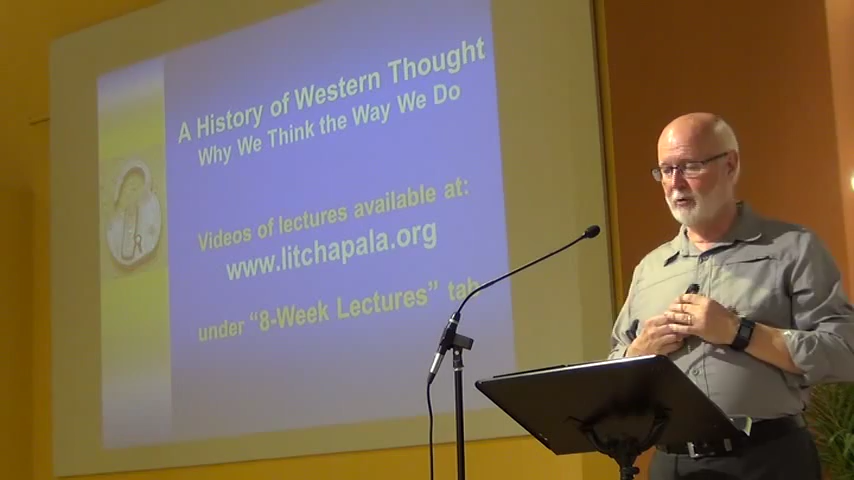 A History of Western Thought
Why We Think the Way We Do
Videos of lectures available at:
www.litchapala.org
under "8-Week Lectures" tab